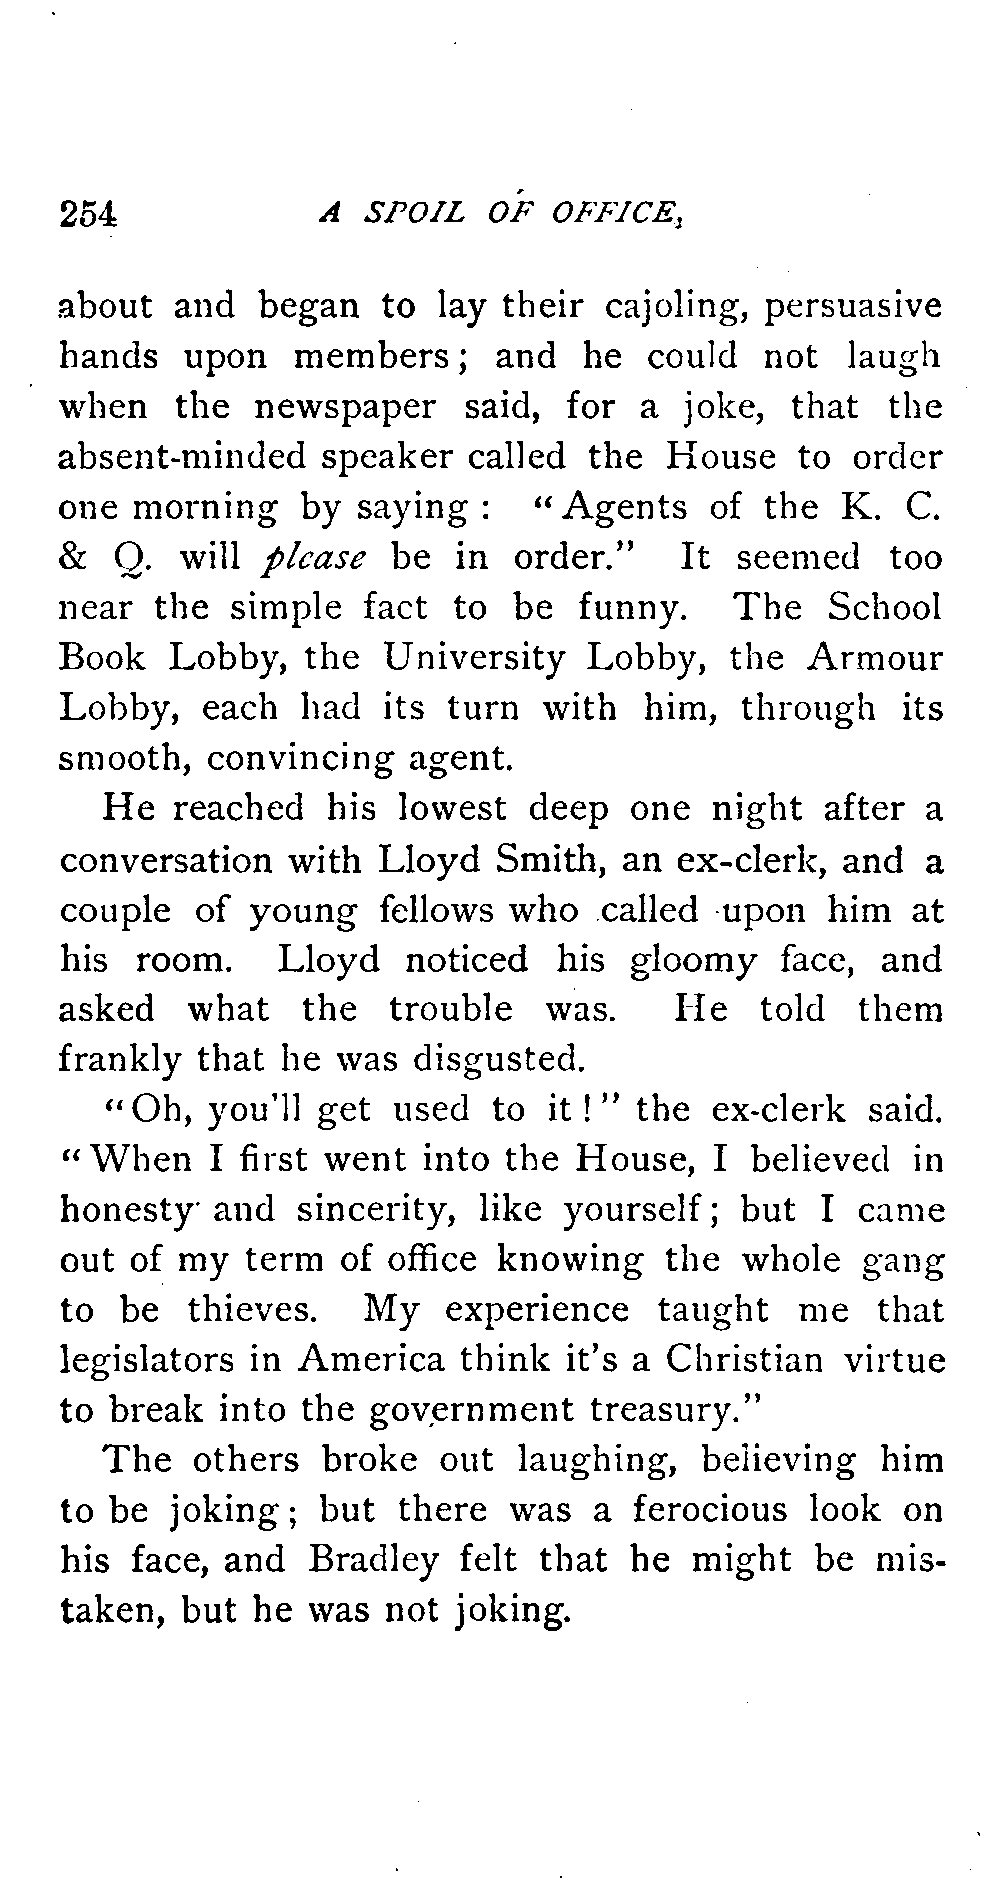 254 A SPOIL OF OFFICE,
about and began to lay their cajoling, persuasive
hands upon members; and he could not laugh
when the newspaper said, for a joke, that the
absent-minded speaker called the House to order
one morning by saying: "Agents of the K. C.
& Q. will please be in order." It seemed too
near the simple fact to be funny. The School
Book Lobby, the University Lobby, the Armour
Lobby, each had its turn with him, through its
smooth, convincing agent.
He reached his lowest deep one night after a
conversation with Lloyd Smith, an ex-clerk, and a
couple of young fellows who called upon him at
his room. Lloyd noticed his gloomy face, and
asked what the trouble was. He told them
frankly that he was disgusted.
"Oh, you'll get used to it!" the ex-clerk said.
"When I first went into the House, I believed in
honesty and sincerity, like yourself; but I came
out of my term of office knowing the whole gang
to be thieves. My experience taught me that
legislators in America think it's a Christian virtue
to break into the government treasury."
The others broke out laughing, believing him
to be joking; but there was a ferocious look on
his face, and Bradley felt that he might be mis-
taken, but he was not joking.